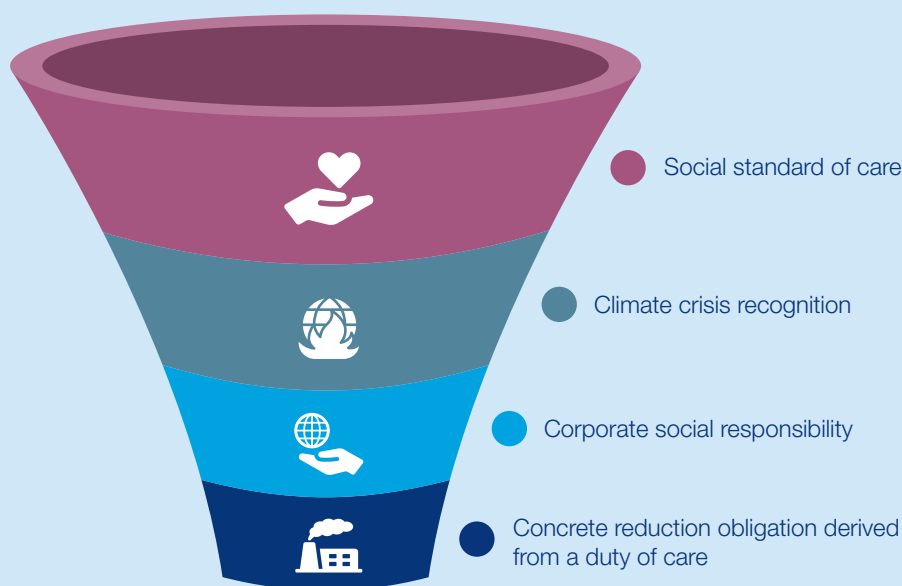 Social standard of care
Climate crisis recognition
Corporate social responsibility
Concrete reduction obligation derived
from a duty of care